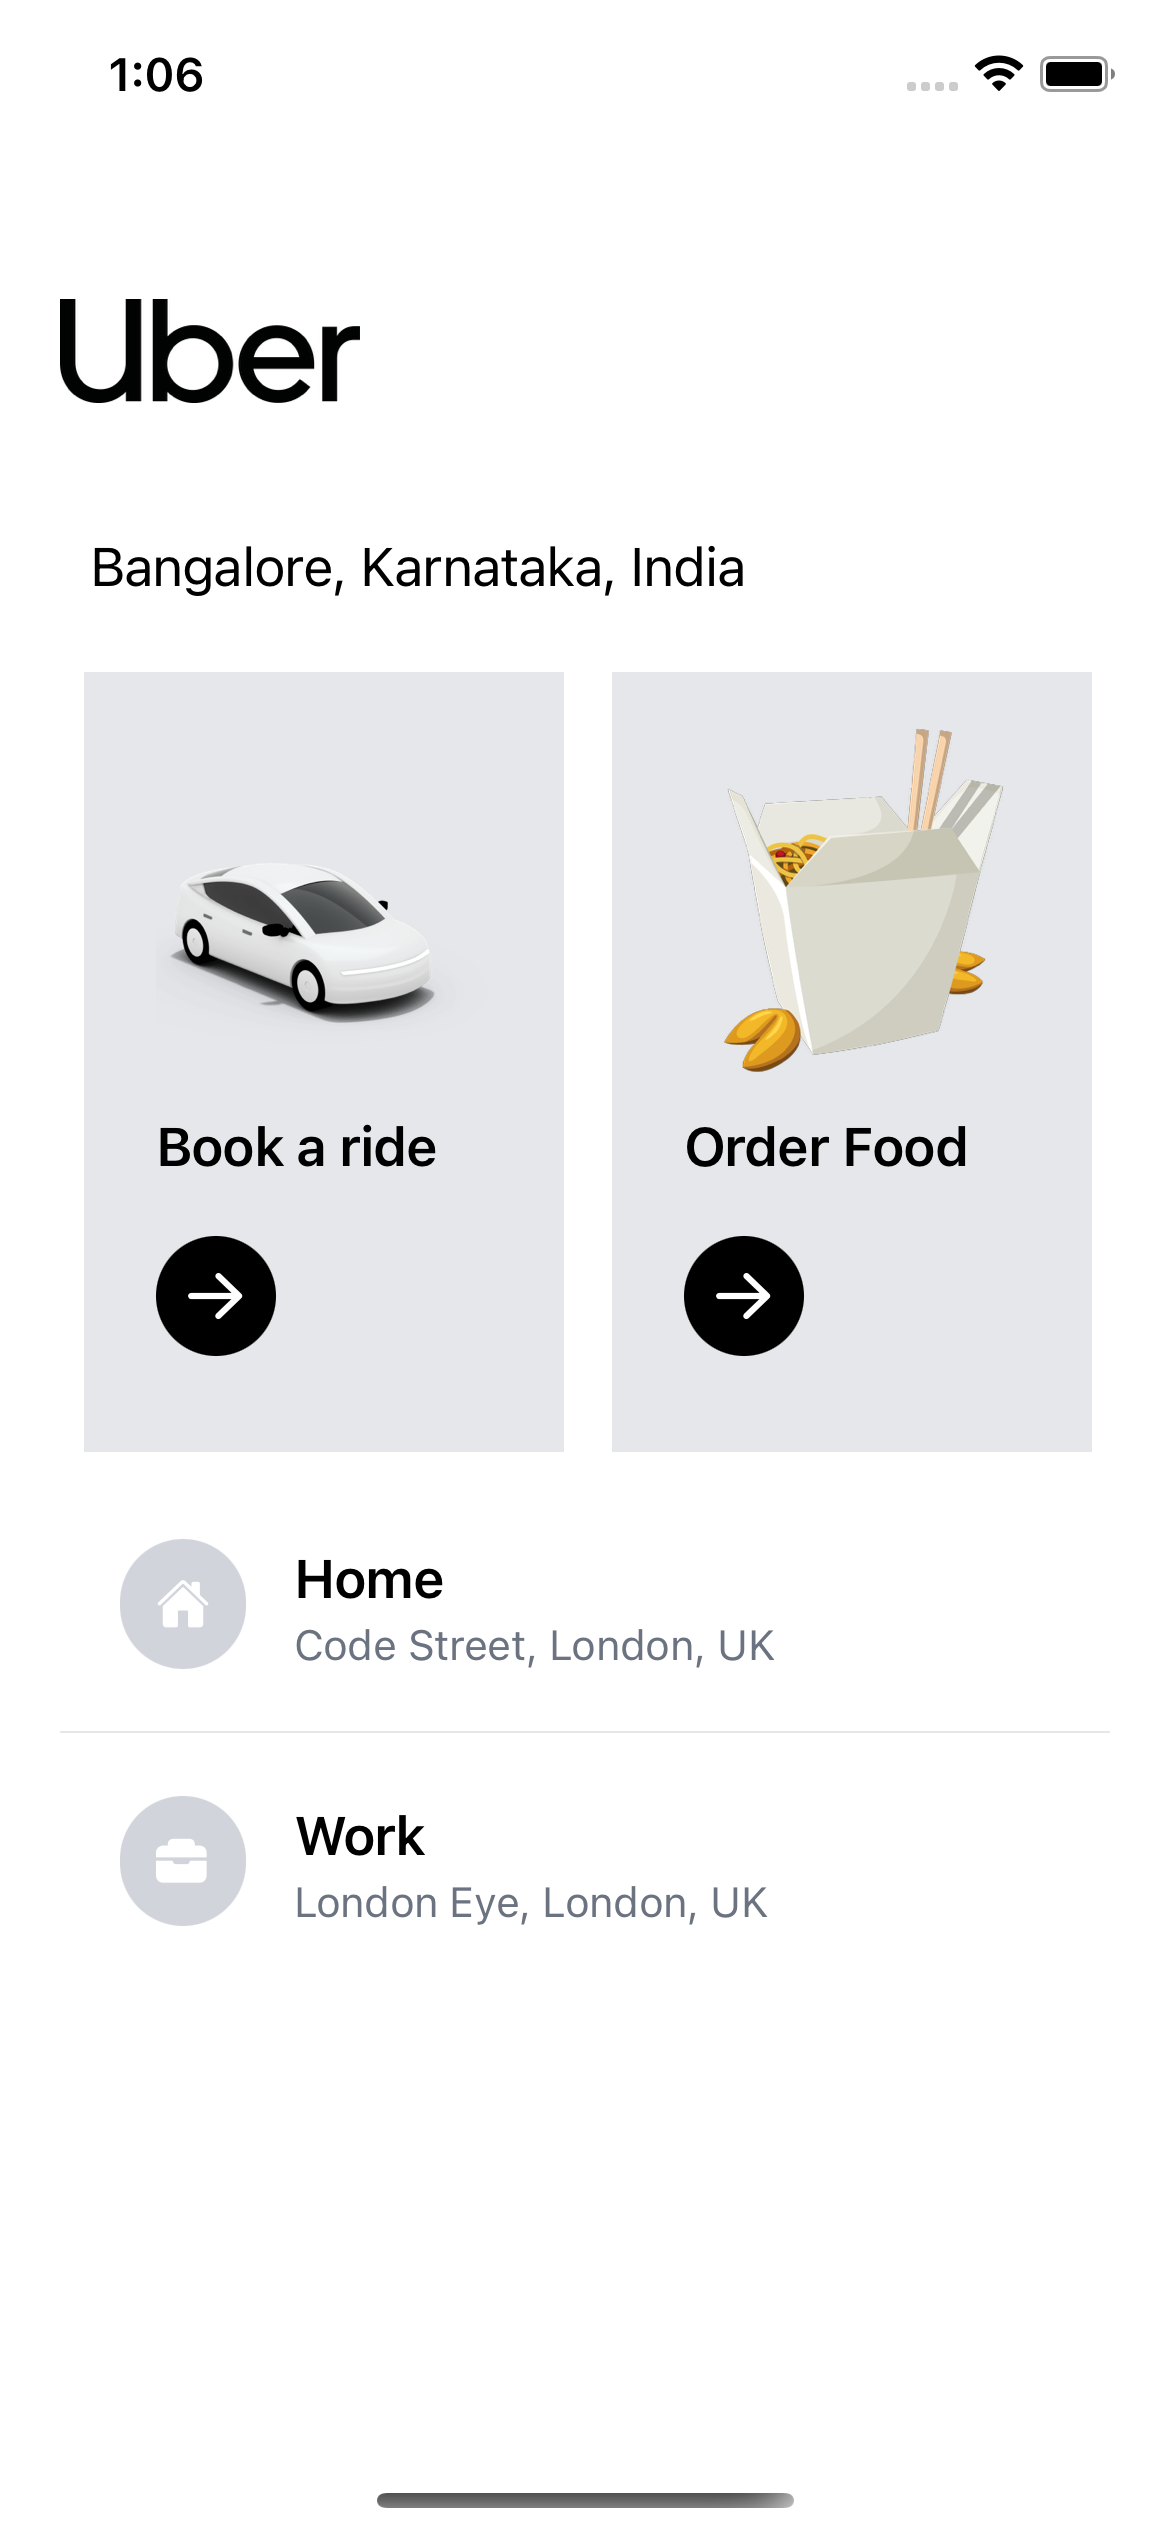 1:06
Uber
Bangalore, Karnataka, India
Book a ride
Order Food
Home
Code Street, London, UK
Work
London Eye, London, UK